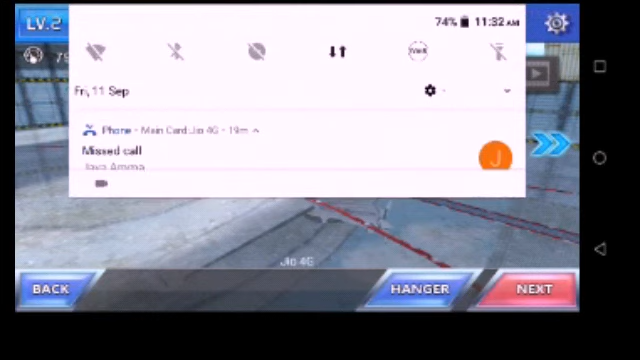 LV.2
74% 11:32 AM
Fri, 11 Sep
Phone • Main Card Jio 4G • 19m
Missed call
J
Jio 4G
BACK
HANGER
NEXT